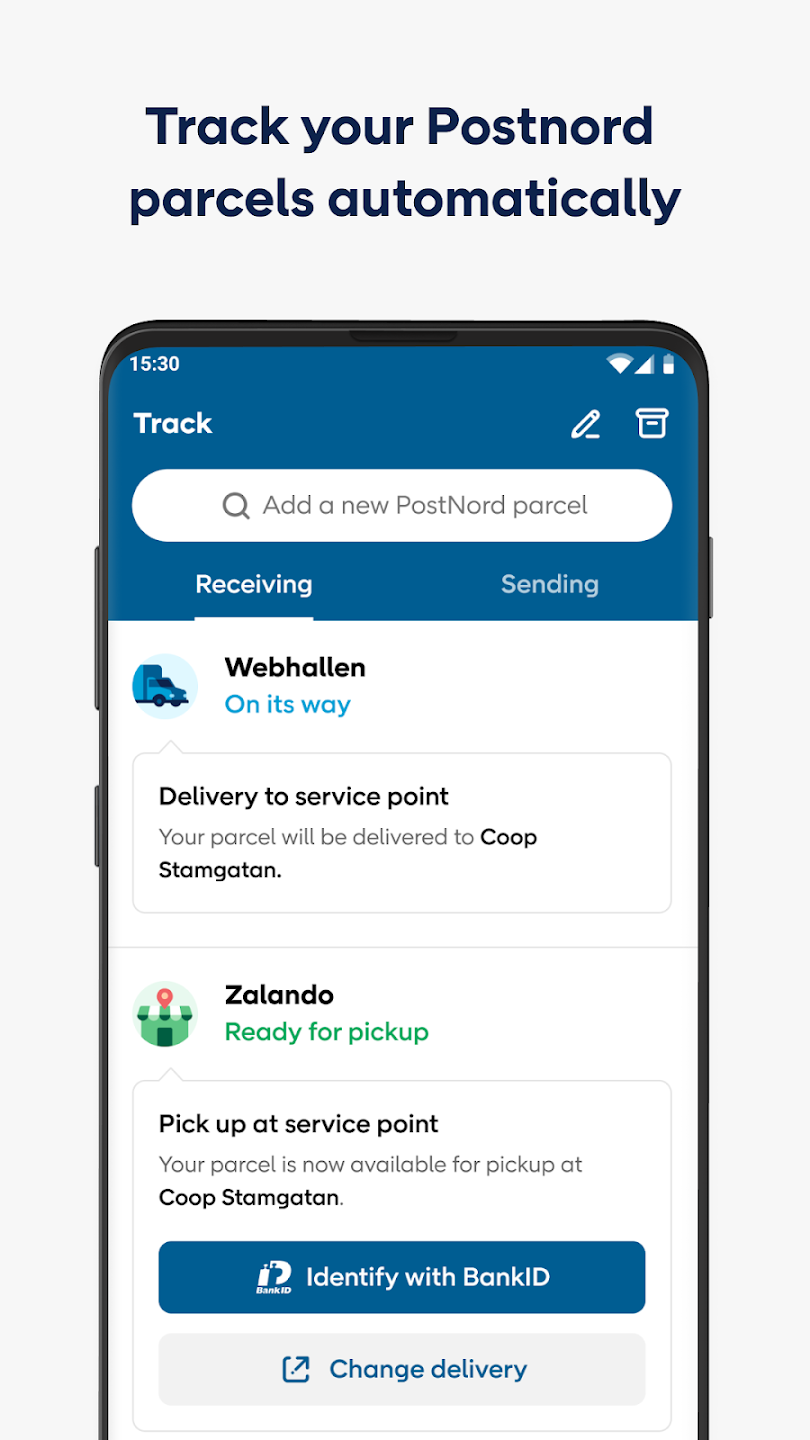 Track your Postnord
parcels automatically
15:30
Track
Add a new PostNord parcel
Receiving
Sending
Webhallen
On its way
Delivery to service point
Your parcel will be delivered to Coop
Stamgatan.
Zalando
Ready for pickup
Pick up at service point
Your parcel is now available for pickup at
Coop Stamgatan.
BankID
Identify with BankID
Change delivery